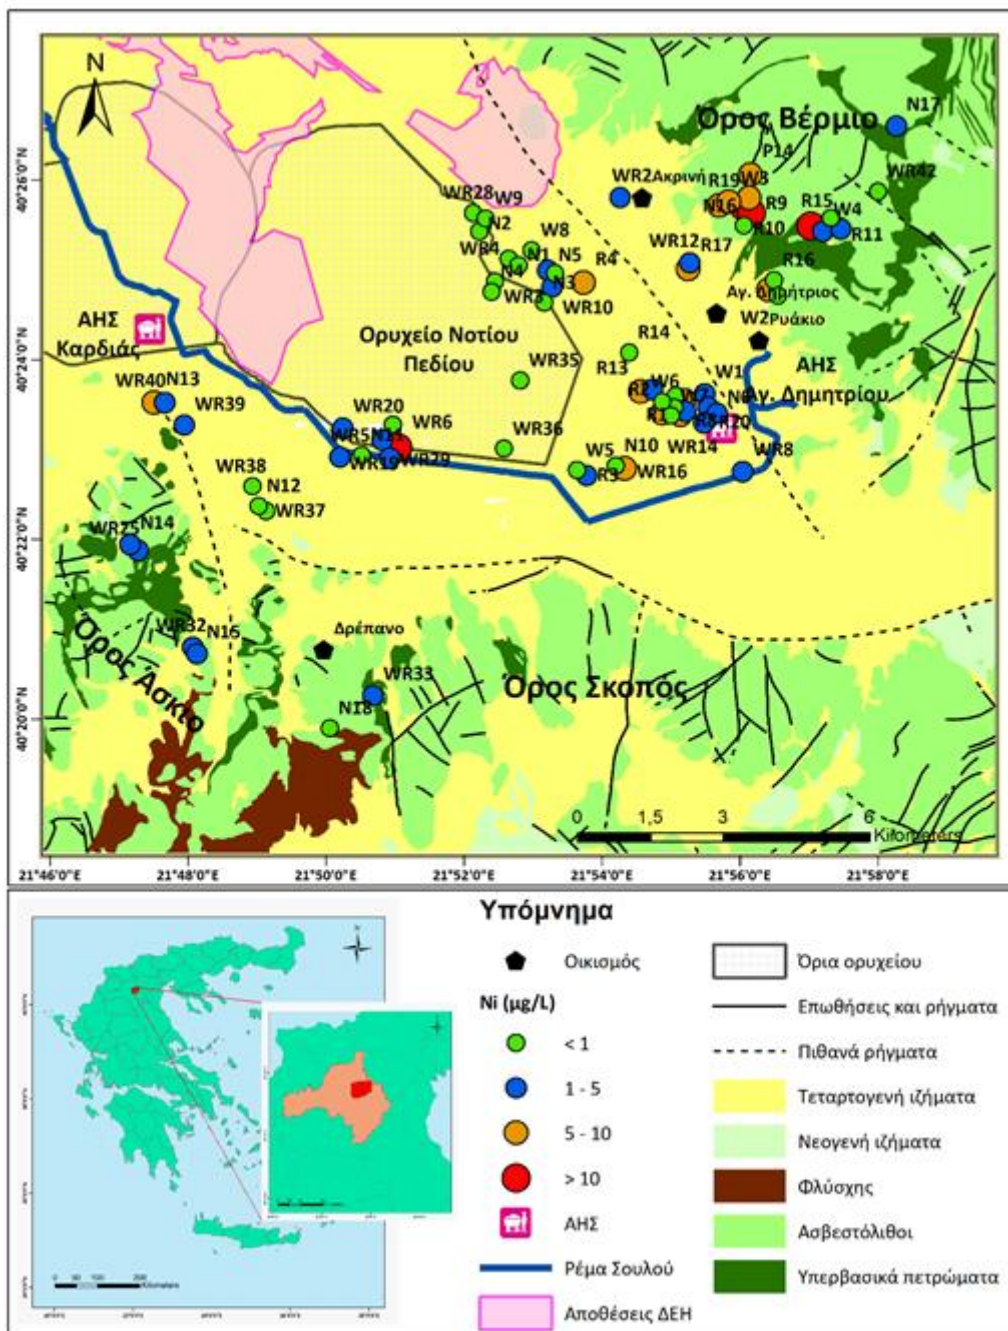 N
Όρος Βέρμιο
N17
P14
WR42
WR2 Ακρινή
R19 W3
N16
R9
R10
R15
W4
R11
WR28
W9
N2
W8
WR4
N1
N5
R4
N4
N3
WR3
WR10
WR12
R17
R16
Αγ. Δημήτριος
W2 Ρυάκιο
ΑΗΣ
Καρδιάς
Ορυχείο Νοτίου
Πεδίου
R14
R13
WR35
W6
W1
ΑΗΣ
Αγ. Δημητρίου
R1
R20
WR40 N13
WR39
WR20
WR6
WR5
WR19
WR29
WR36
W5
N10
WR14
WR8
R3
WR16
WR38
N12
WR37
WR25 N14
WR32
N15
Όρος Άσκιο
Δρέπανο
WR33
N18
Όρος Σκοπός
0 1,5 3 6
Kilometers
40°26'0"N
40°24'0"N
40°22'0"N
40°20'0"N
21°46'0"E 21°48'0"E 21°50'0"E 21°52'0"E 21°54'0"E 21°56'0"E 21°58'0"E
Υπόμνημα
Οικισμός
Ni (μg/L)
< 1
1 - 5
5 - 10
> 10
ΑΗΣ
Ρέμα Σουλού
Αποθέσεις ΔΕΗ
Όρια ορυχείου
Επωθήσεις και ρήγματα
Πιθανά ρήγματα
Τεταρτογενή ιζήματα
Νεογενή ιζήματα
Φλύσχης
Ασβεστόλιθοι
Υπερβασικά πετρώματα
Kilometers